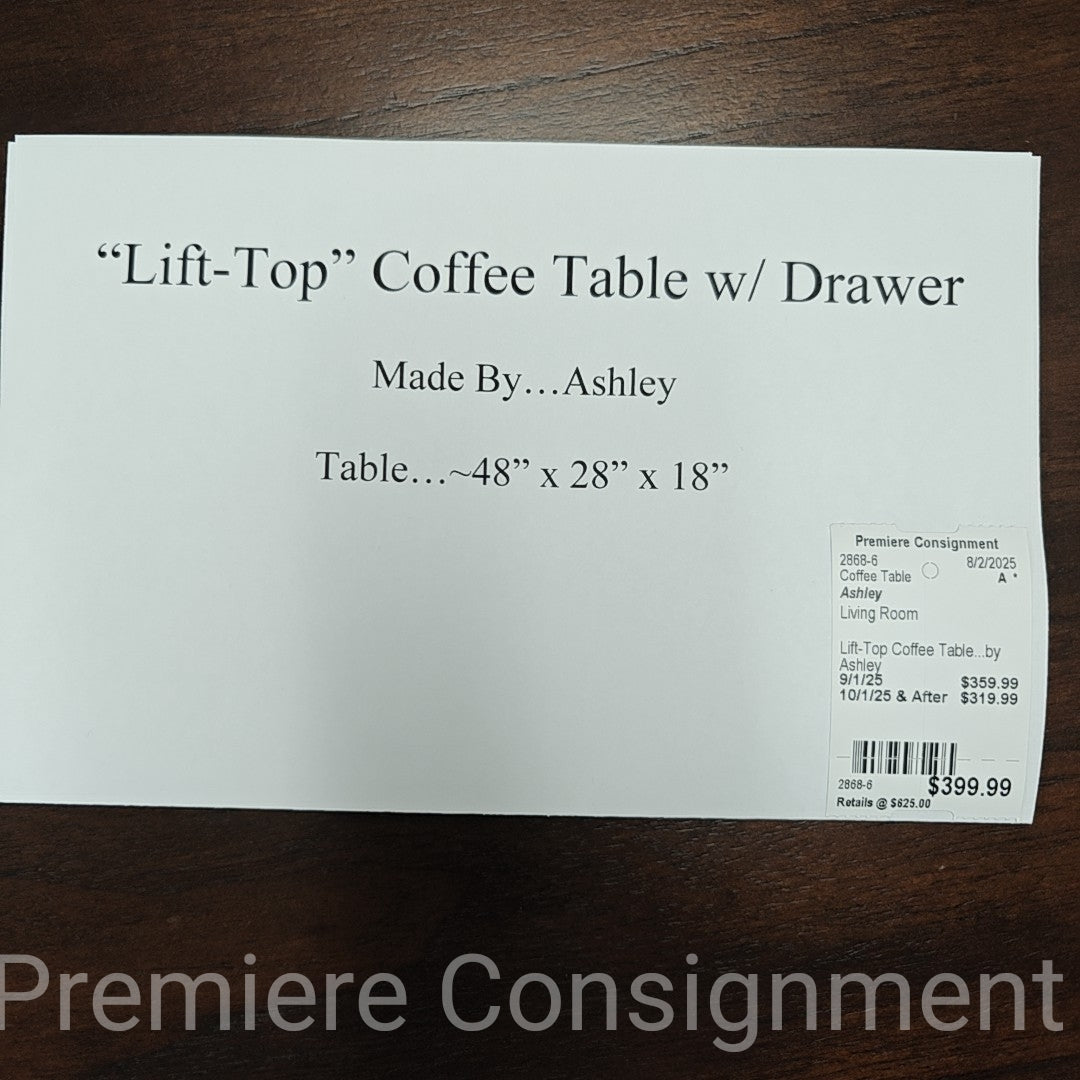 “Lift-Top” Coffee Table w/ Drawer
Made By…Ashley
Table…~48” x 28” x 18”
Premiere Consignment
2868-6 8/2/2025
Coffee Table A *
Ashley
Living Room
Lift-Top Coffee Table...by
Ashley
9/1/25 $359.99
10/1/25 & After $319.99
2868-6 $399.99
Retails @ $625.00
Premiere Consignment